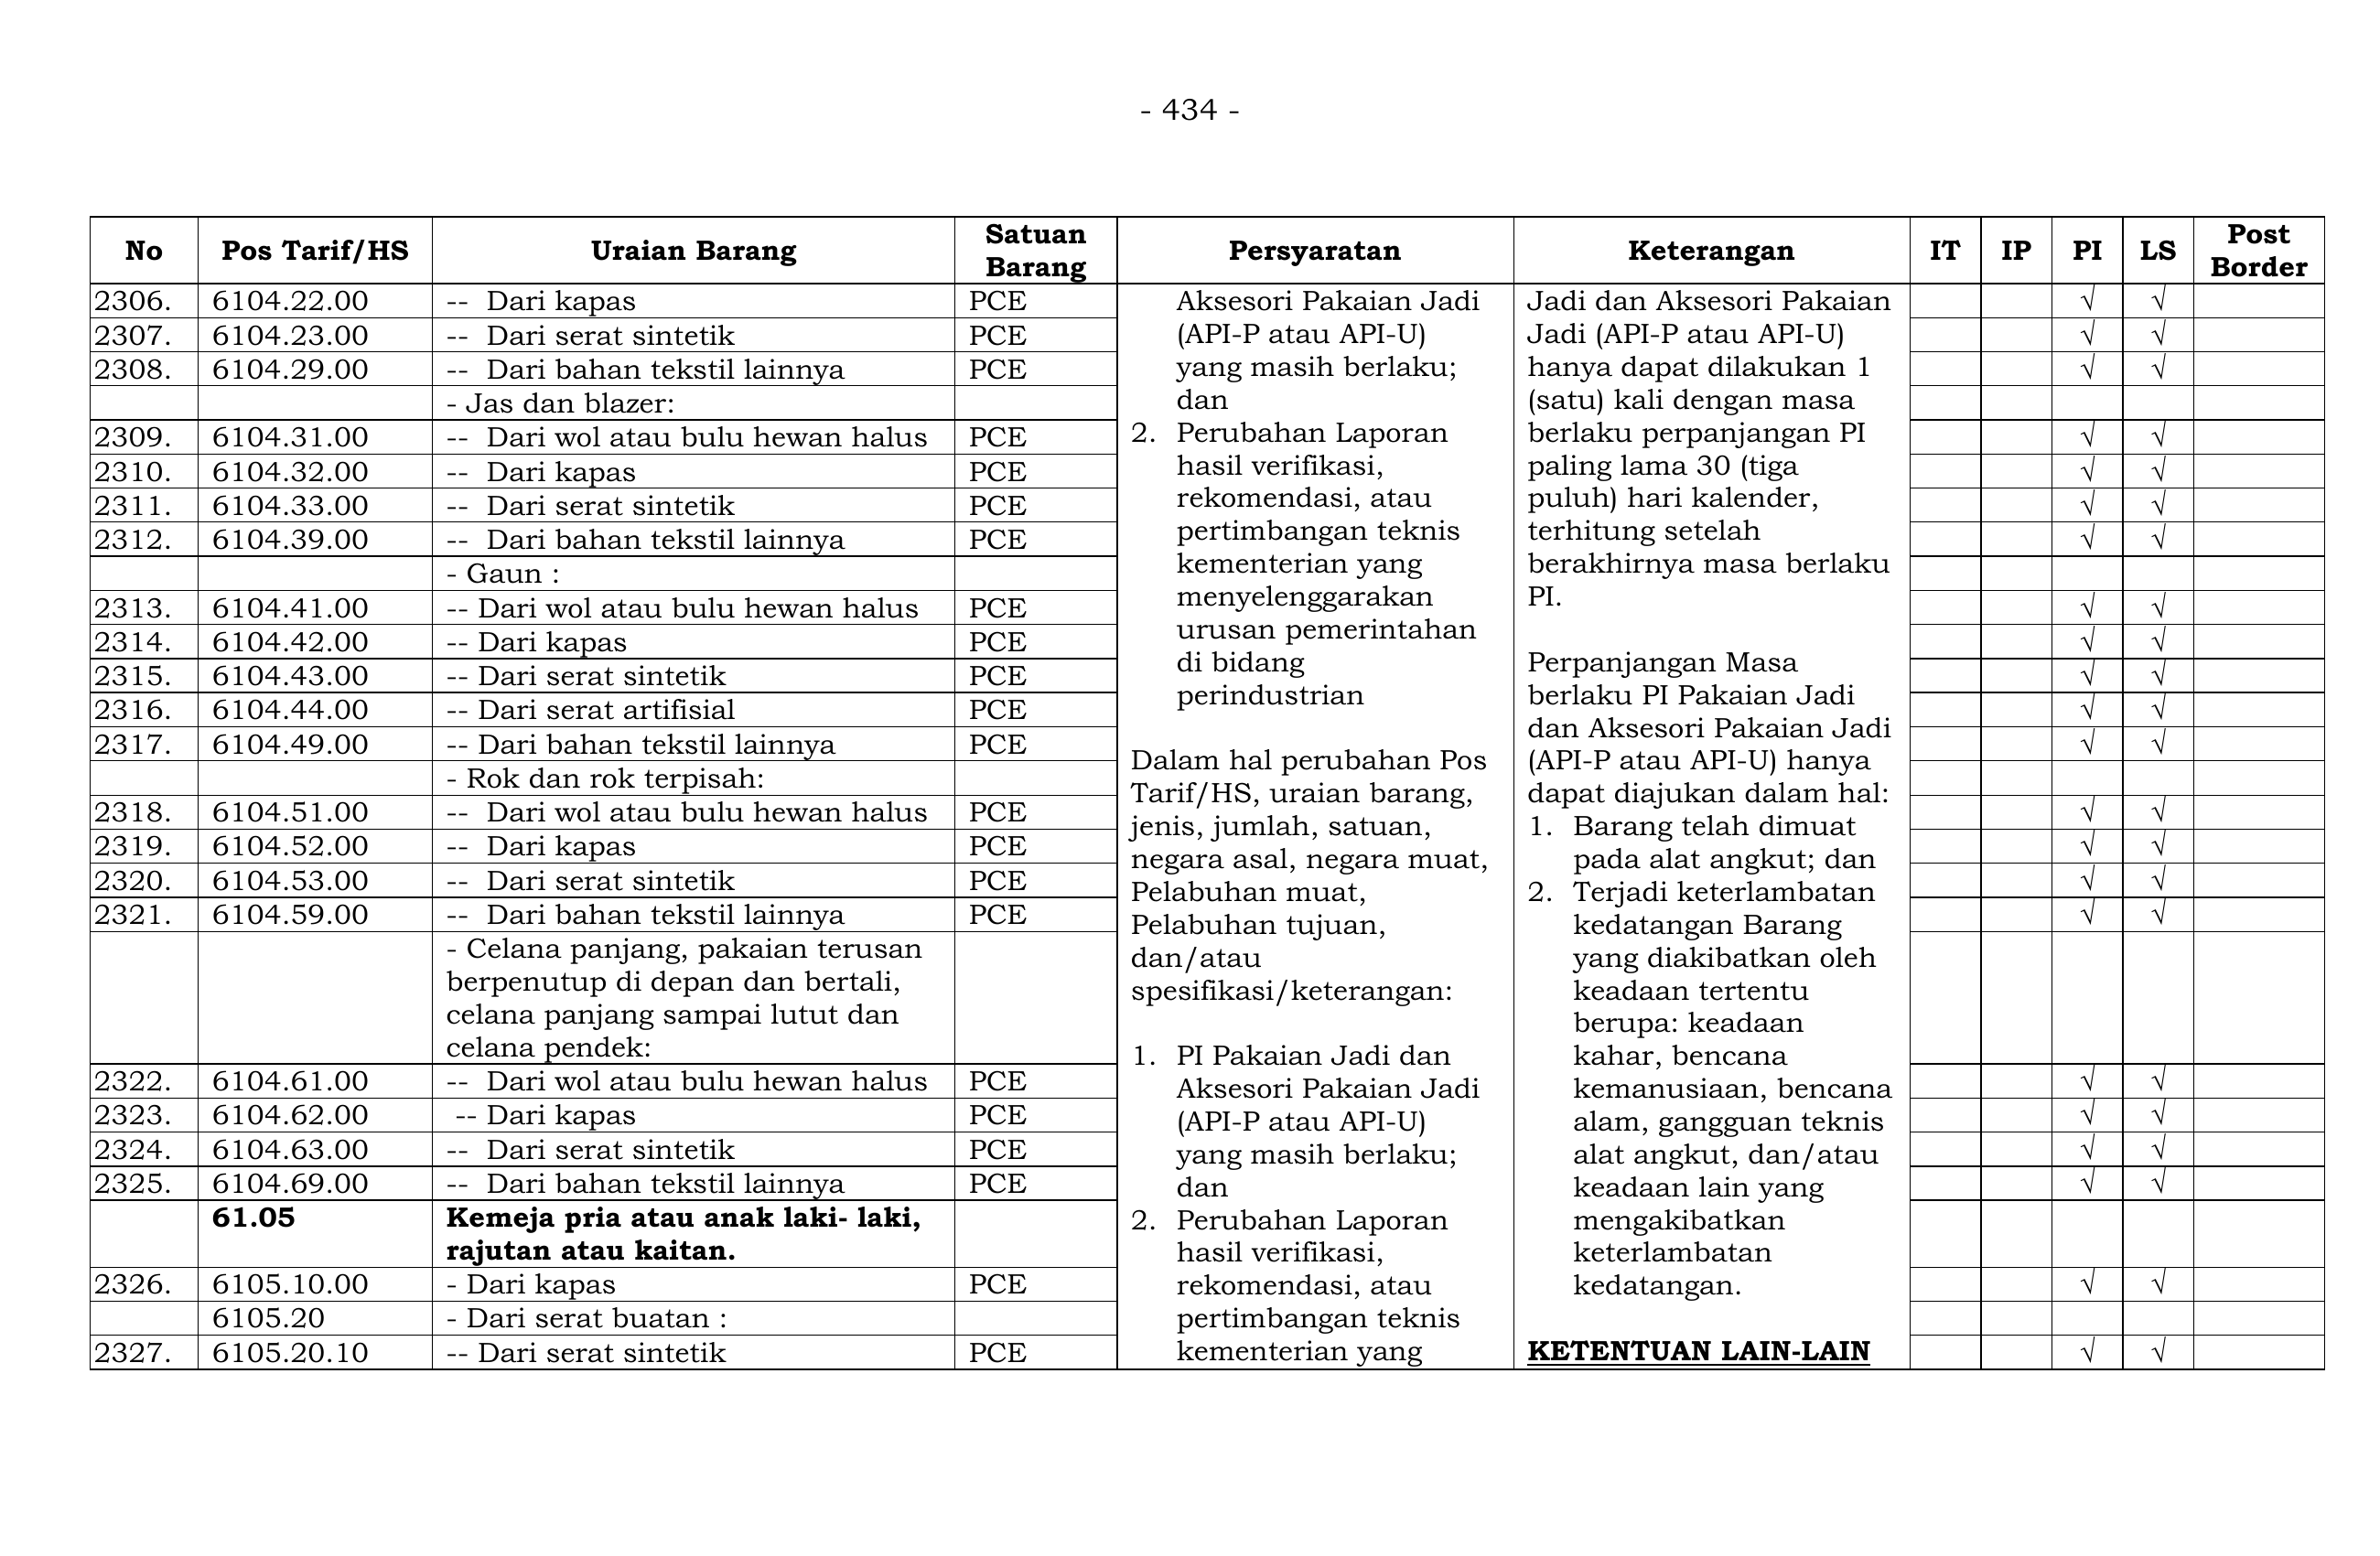 - 434 -
No Pos Tarif/HS Uraian Barang Satuan Barang Persyaratan Keterangan IT IP PI LS Post Border
2306. 6104.22.00 -- Dari kapas PCE √ √
2307. 6104.23.00 -- Dari serat sintetik PCE √ √
2308. 6104.29.00 -- Dari bahan tekstil lainnya PCE √ √
- Jas dan blazer:
2309. 6104.31.00 -- Dari wol atau bulu hewan halus PCE √ √
2310. 6104.32.00 -- Dari kapas PCE √ √
2311. 6104.33.00 -- Dari serat sintetik PCE √ √
2312. 6104.39.00 -- Dari bahan tekstil lainnya PCE √ √
- Gaun :
2313. 6104.41.00 -- Dari wol atau bulu hewan halus PCE √ √
2314. 6104.42.00 -- Dari kapas PCE √ √
2315. 6104.43.00 -- Dari serat sintetik PCE √ √
2316. 6104.44.00 -- Dari serat artifisial PCE √ √
2317. 6104.49.00 -- Dari bahan tekstil lainnya PCE √ √
- Rok dan rok terpisah:
2318. 6104.51.00 -- Dari wol atau bulu hewan halus PCE √ √
2319. 6104.52.00 -- Dari kapas PCE √ √
2320. 6104.53.00 -- Dari serat sintetik PCE √ √
2321. 6104.59.00 -- Dari bahan tekstil lainnya PCE √ √
- Celana panjang, pakaian terusan
berpenutup di depan dan bertali,
celana panjang sampai lutut dan
celana pendek:
2322. 6104.61.00 -- Dari wol atau bulu hewan halus PCE √ √
2323. 6104.62.00 -- Dari kapas PCE √ √
2324. 6104.63.00 -- Dari serat sintetik PCE √ √
2325. 6104.69.00 -- Dari bahan tekstil lainnya PCE √ √
61.05 Kemeja pria atau anak laki- laki,
rajutan atau kaitan.
2326. 6105.10.00 - Dari kapas PCE √ √
6105.20 - Dari serat buatan :
2327. 6105.20.10 -- Dari serat sintetik PCE √ √
Aksesori Pakaian Jadi
(API-P atau API-U)
yang masih berlaku;
dan
2. Perubahan Laporan
hasil verifikasi,
rekomendasi, atau
pertimbangan teknis
kementerian yang
menyelenggarakan
urusan pemerintahan
di bidang
perindustrian
Dalam hal perubahan Pos
Tarif/HS, uraian barang,
jenis, jumlah, satuan,
negara asal, negara muat,
Pelabuhan muat,
Pelabuhan tujuan,
dan/atau
spesifikasi/keterangan:
1. PI Pakaian Jadi dan
Aksesori Pakaian Jadi
(API-P atau API-U)
yang masih berlaku;
dan
2. Perubahan Laporan
hasil verifikasi,
rekomendasi, atau
pertimbangan teknis
kementerian yang
Jadi dan Aksesori Pakaian
Jadi (API-P atau API-U)
hanya dapat dilakukan 1
(satu) kali dengan masa
berlaku perpanjangan PI
paling lama 30 (tiga
puluh) hari kalender,
terhitung setelah
berakhirnya masa berlaku
PI.
Perpanjangan Masa
berlaku PI Pakaian Jadi
dan Aksesori Pakaian Jadi
(API-P atau API-U) hanya
dapat diajukan dalam hal:
1. Barang telah dimuat
pada alat angkut; dan
2. Terjadi keterlambatan
kedatangan Barang
yang diakibatkan oleh
keadaan tertentu
berupa: keadaan
kahar, bencana
kemanusiaan, bencana
alam, gangguan teknis
alat angkut, dan/atau
keadaan lain yang
mengakibatkan
keterlambatan
kedatangan.
KETENTUAN LAIN-LAIN